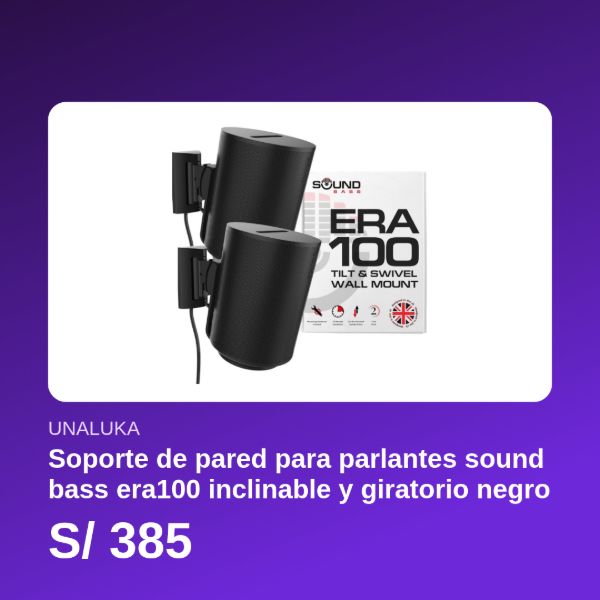 SOUND
BASS
ERA
100
TILT & SWIVEL
WALL MOUNT
2
UNALUKA
Soporte de pared para parlantes sound
bass era100 inclinable y giratorio negro
S/ 385